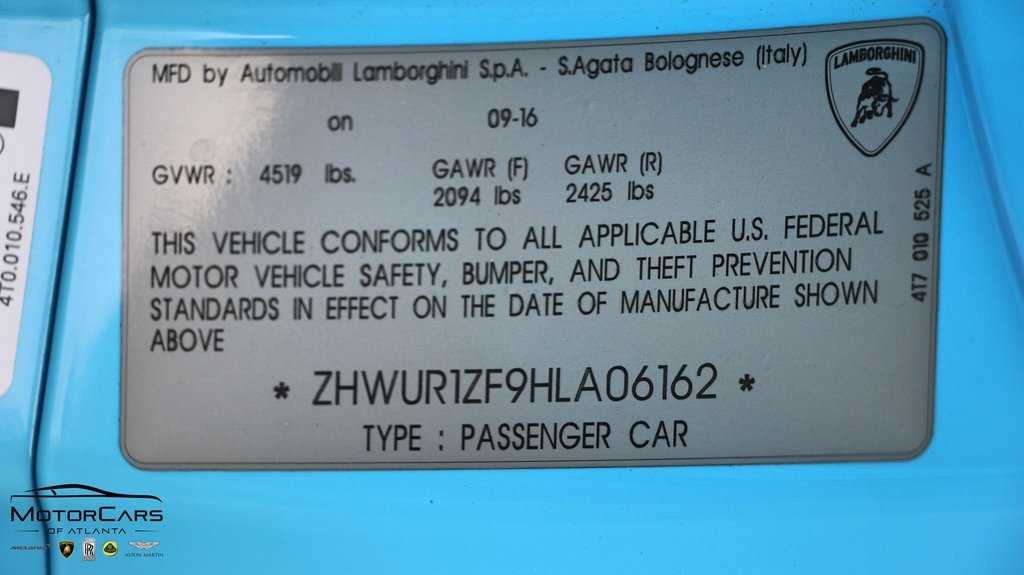 MFD by Automobili Lamborghini S.p.A. - S.Agata Bolognese (Italy)
on 09-16
GVWR : 4519 lbs. GAWR (F) GAWR (R)
2094 lbs 2425 lbs
THIS VEHICLE CONFORMS TO ALL APPLICABLE U.S. FEDERAL
MOTOR VEHICLE SAFETY, BUMPER, AND THEFT PREVENTION
STANDARDS IN EFFECT ON THE DATE OF MANUFACTURE SHOWN
ABOVE
* ZHWUR1ZF9HLA06162 *
TYPE : PASSENGER CAR
LAMBORGHINI
4T7 010 525 A
4T0.010.546.E
MOTORCARS
OF ATLANTA
ASTON MARTIN